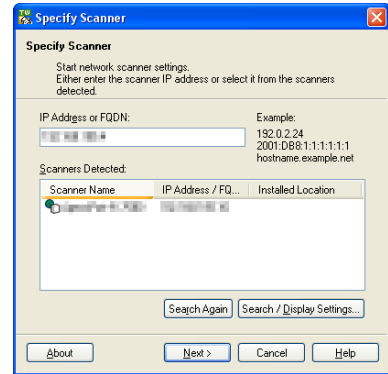 Specify Scanner
Specify Scanner
Start network scanner settings.
Either enter the scanner IP address or select it from the scanners
detected.
IP Address or FQDN:
Example:
192.0.2.24
2001:DB8:1:1:1:1:1:1
hostname.example.net
Scanners Detected:
Scanner Name IP Address / FQ... Installed Location
Search Again Search / Display Settings...
About Next > Cancel Help